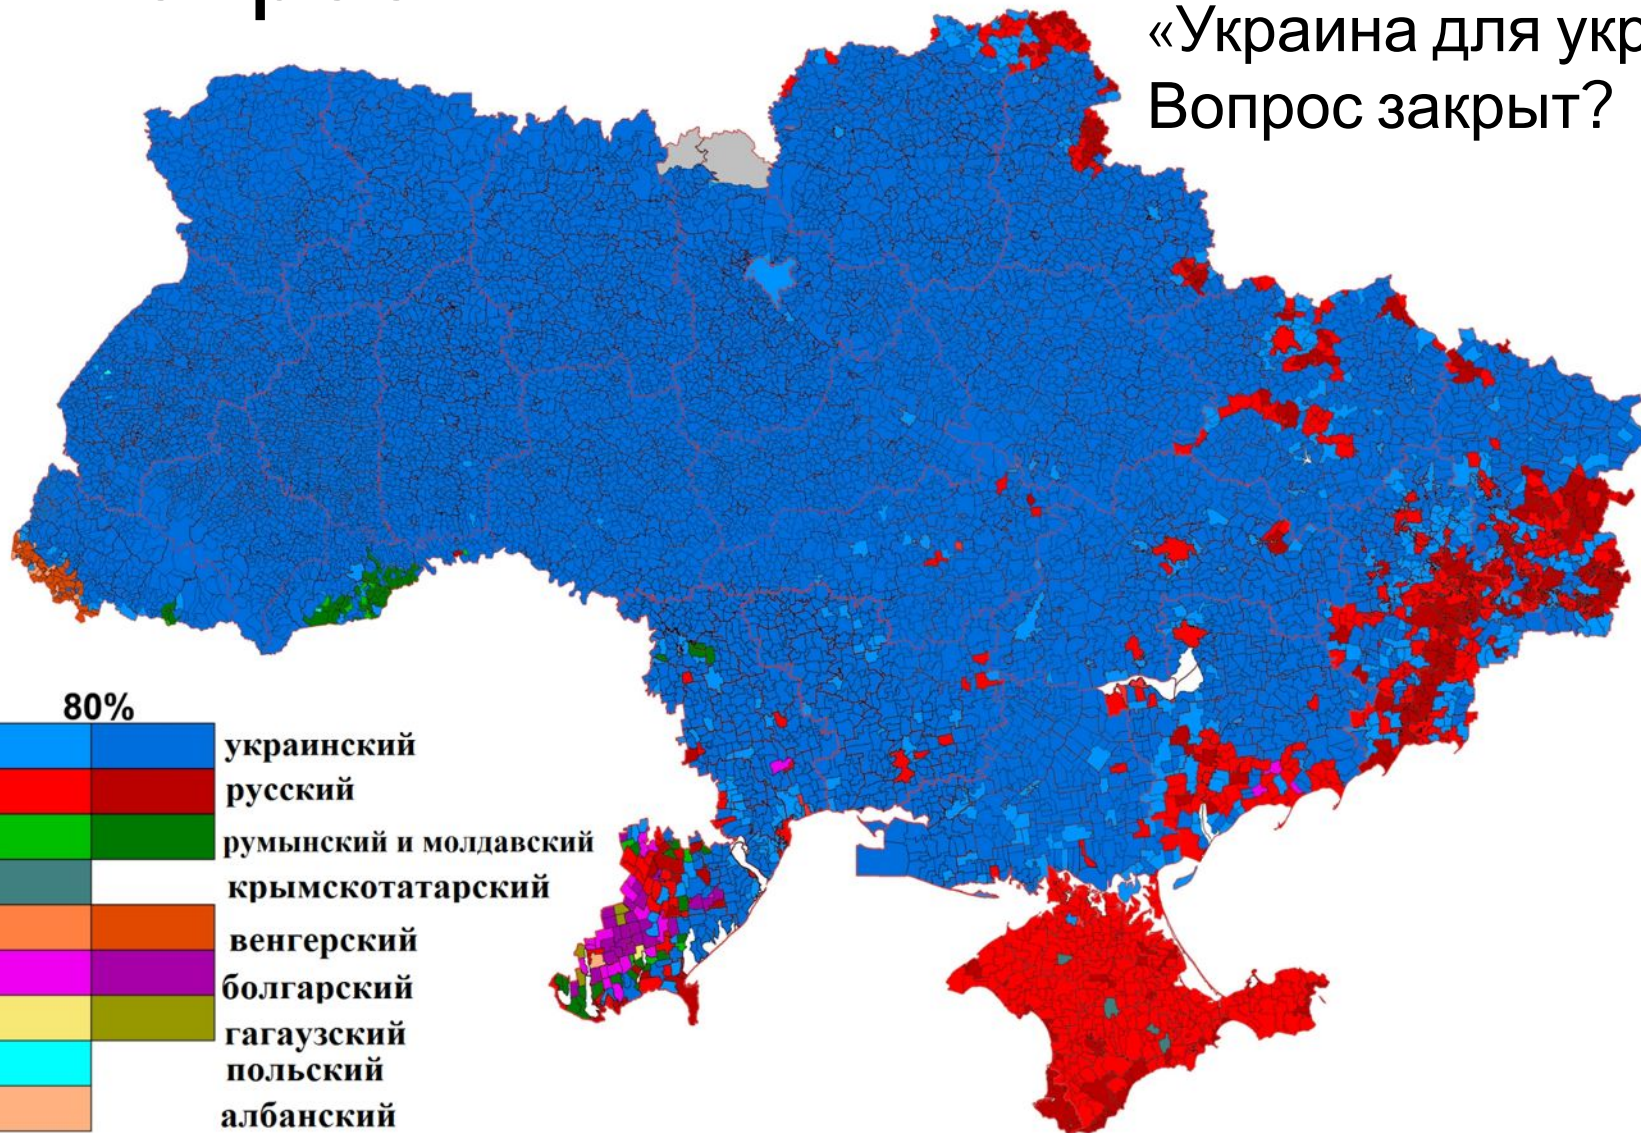 «Украина для укр
Вопрос закрыт?
80%
украинский
русский
румынский и молдавский
крымскотатарский
венгерский
болгарский
гагаузский
польский
албанский